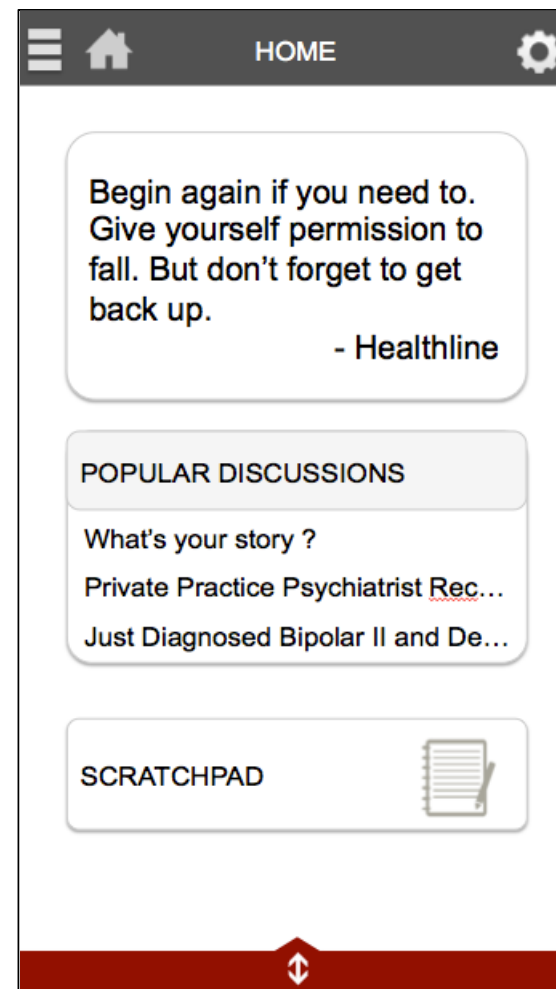 HOME
Begin again if you need to.
Give yourself permission to
fall. But don’t forget to get
back up.
- Healthline
POPULAR DISCUSSIONS
What’s your story ?
Private Practice Psychiatrist Rec…
Just Diagnosed Bipolar II and De…
SCRATCHPAD